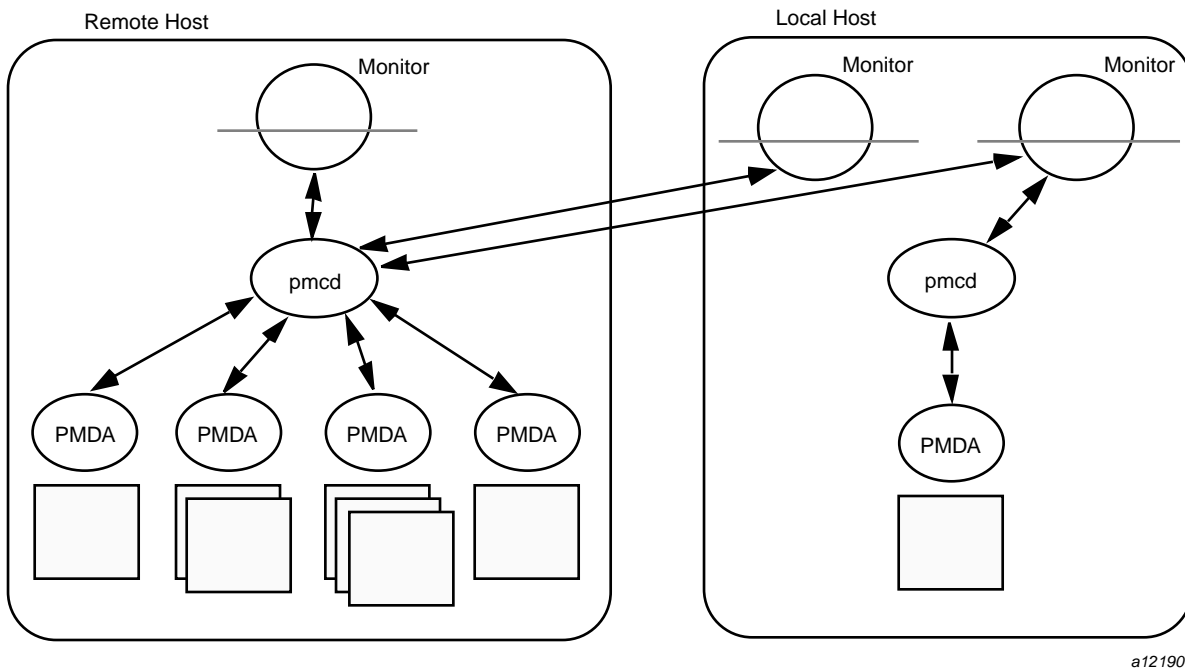 Remote Host
Local Host
Monitor
Monitor
Monitor
pmcd
pmcd
PMDA
PMDA
PMDA
PMDA
PMDA
a12190